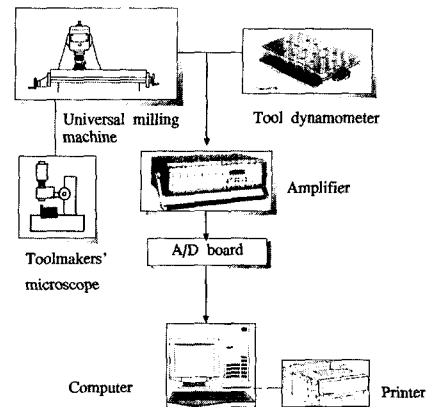 Universal milling
machine
Tool dynamometer
Amplifier
Toolmakers'
microscope
A/D board
Computer
Printer